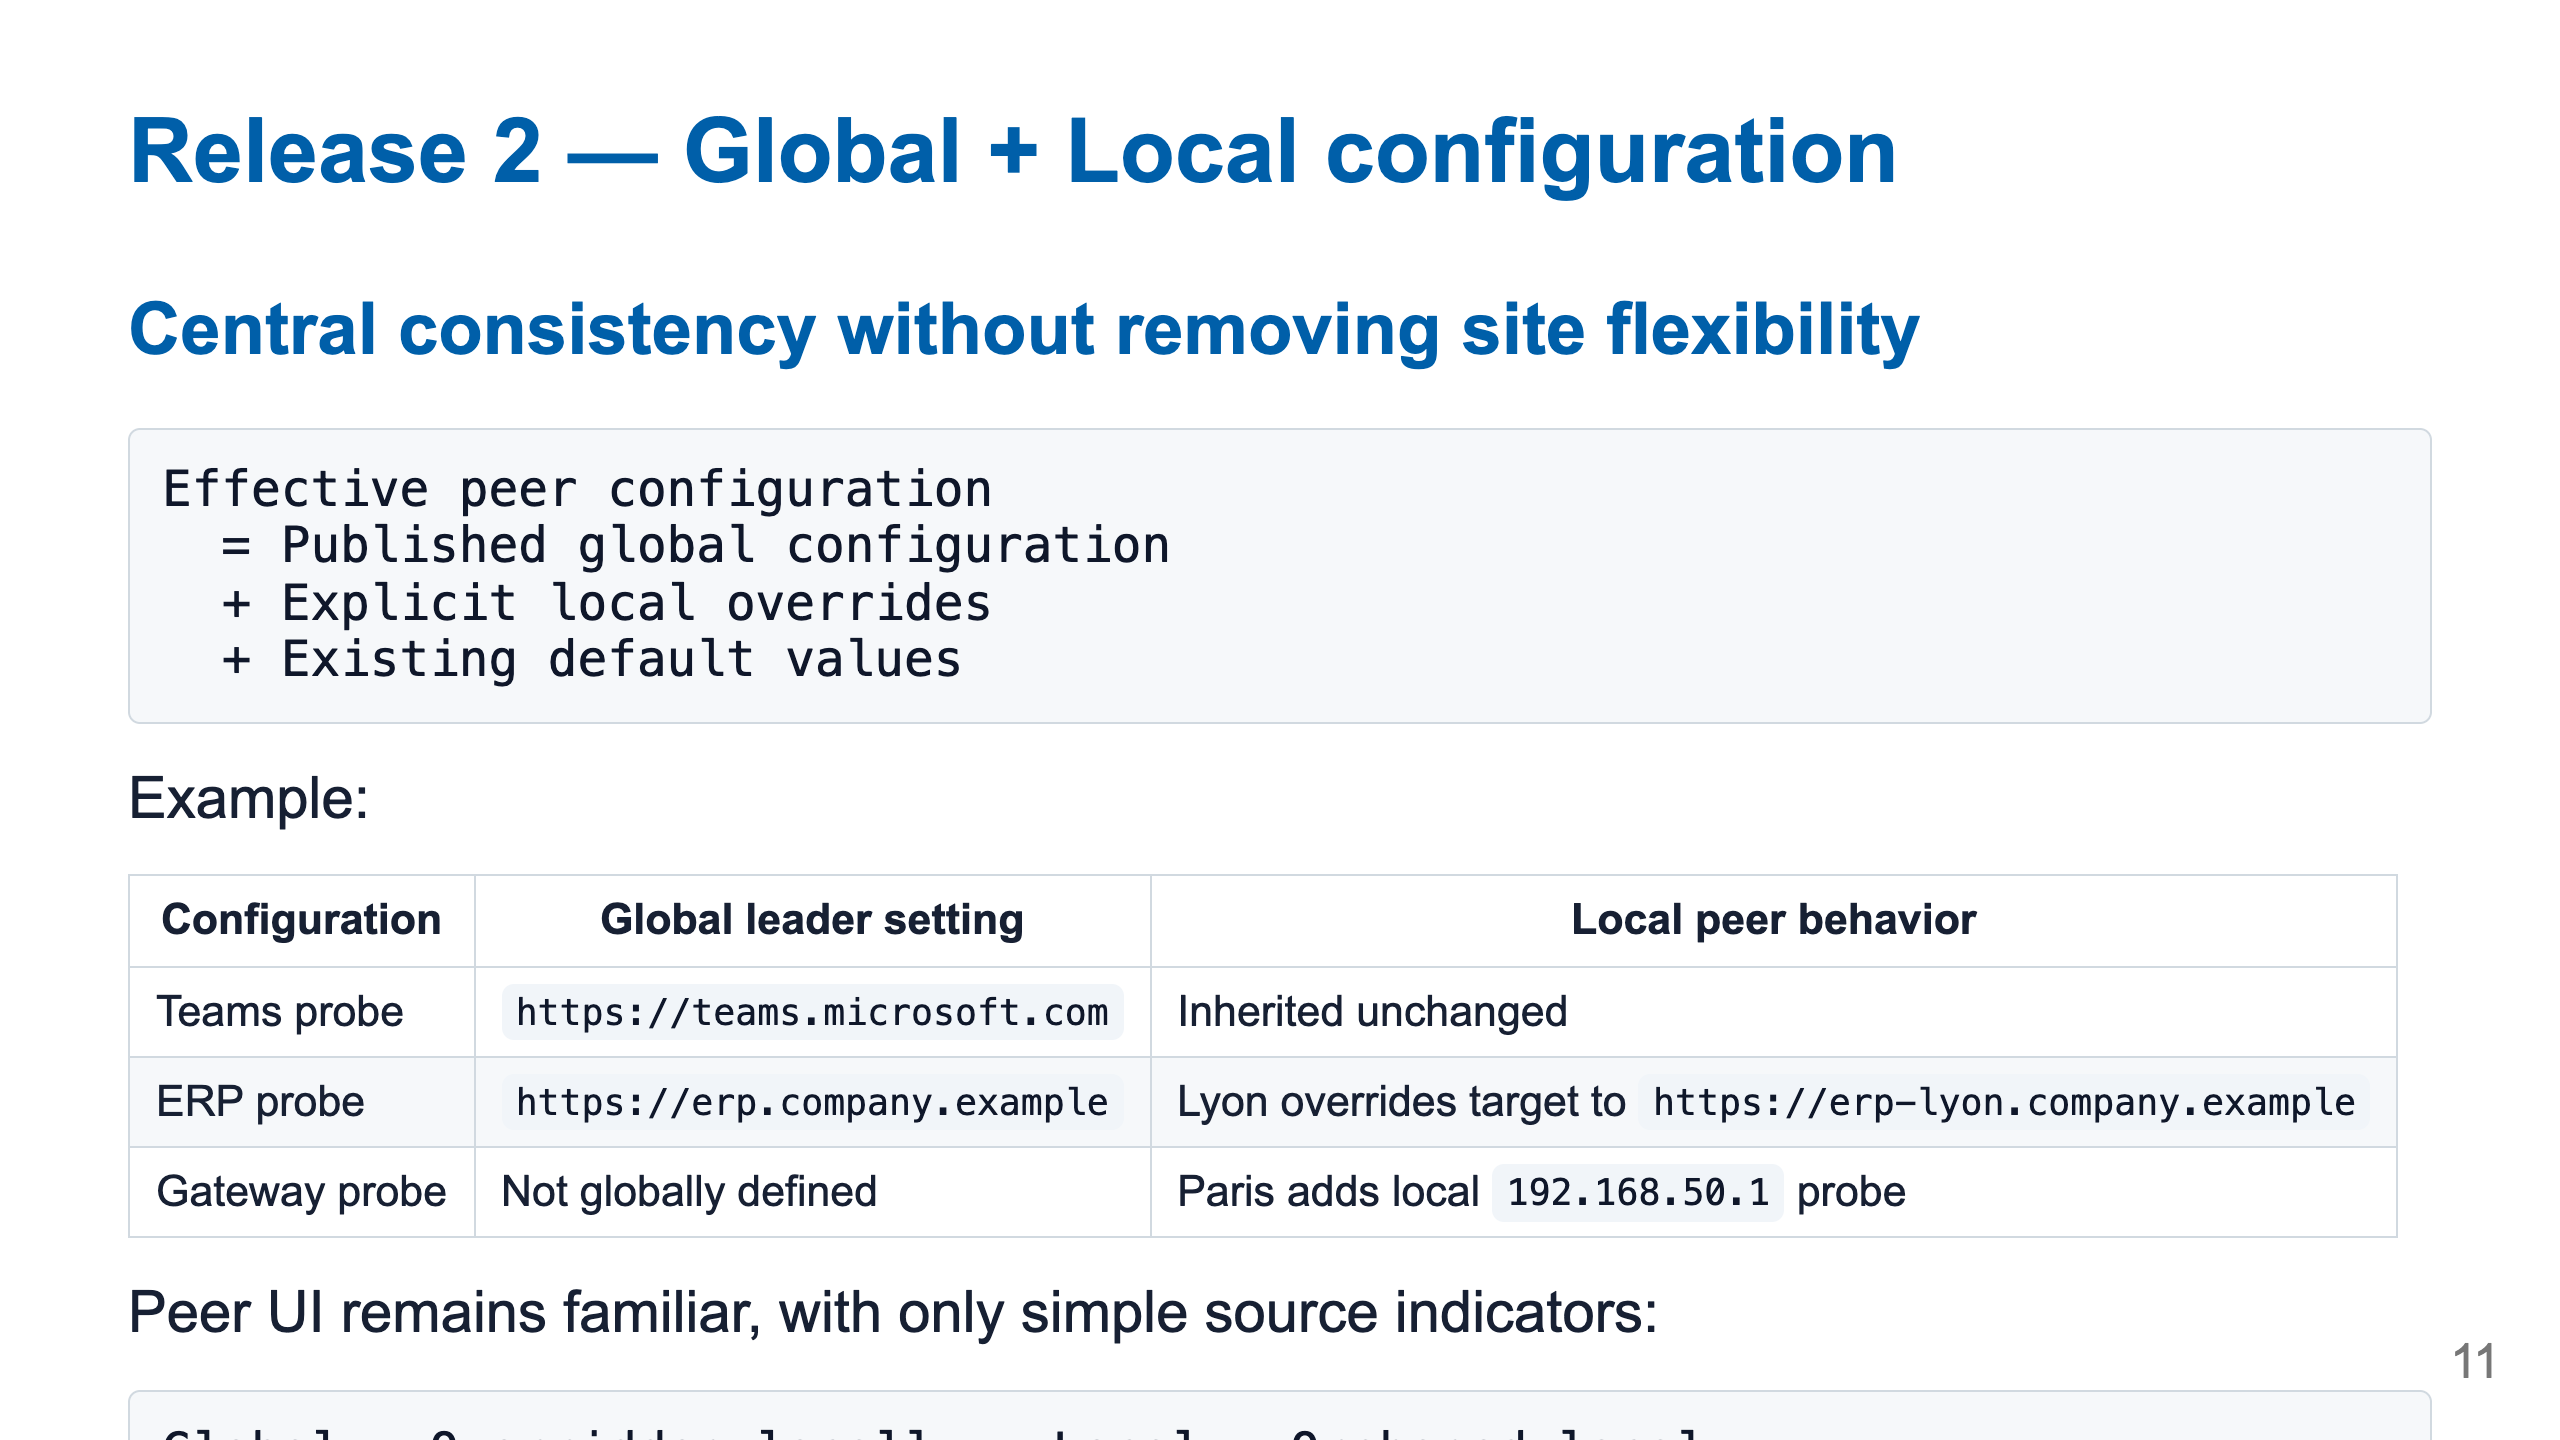 Release 2 — Global + Local configuration
Central consistency without removing site flexibility
Effective peer configuration
  = Published global configuration
  + Explicit local overrides
  + Existing default values
Example:
Configuration Global leader setting Local peer behavior
Teams probe https://teams.microsoft.com Inherited unchanged
ERP probe https://erp.company.example Lyon overrides target to https://erp-lyon.company.example
Gateway probe Not globally defined Paris adds local 192.168.50.1 probe
Peer UI remains familiar, with only simple source indicators:
11